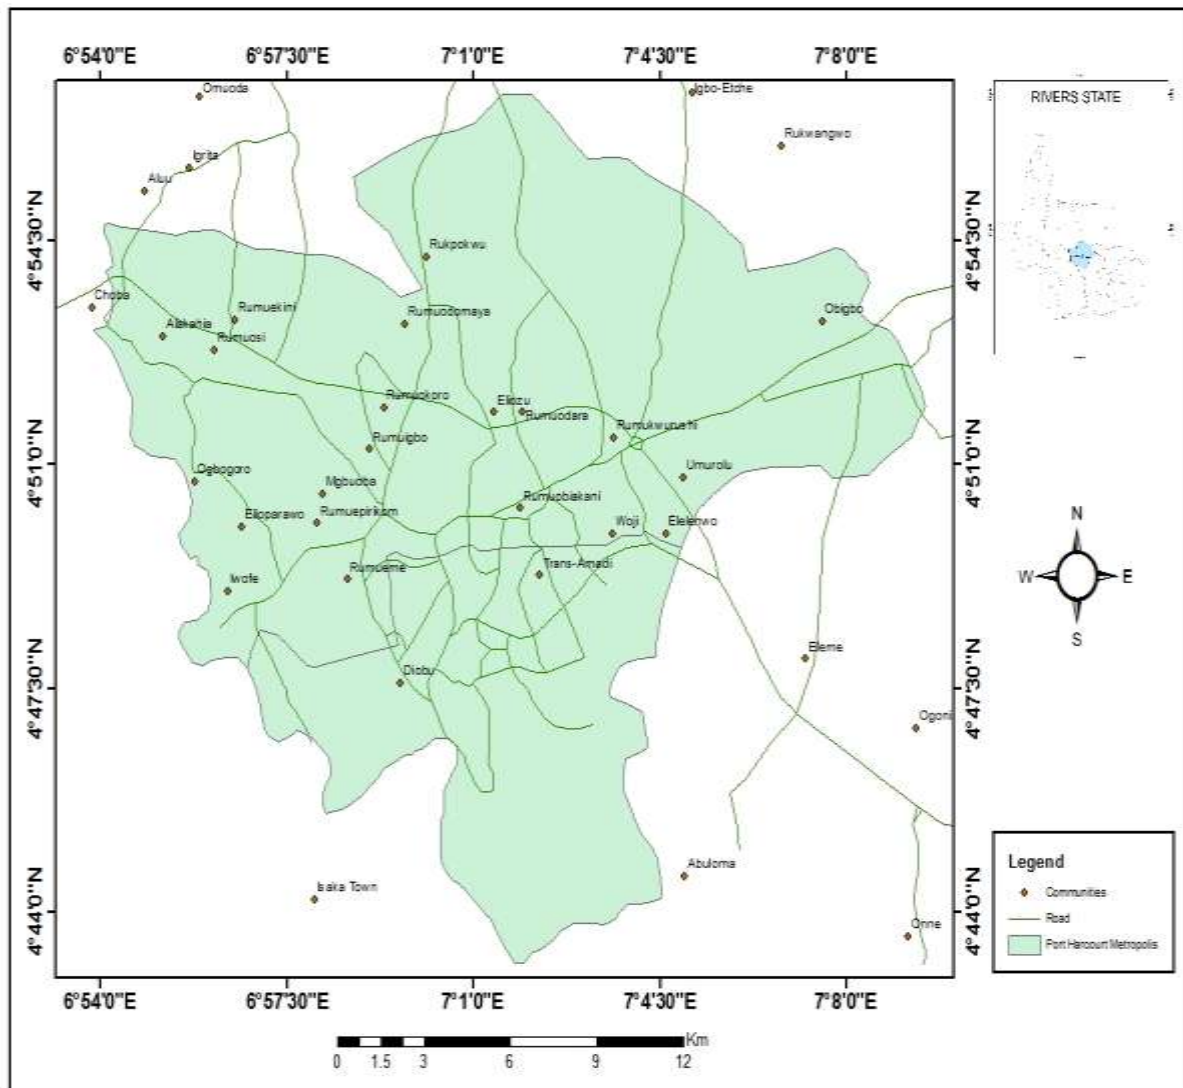 6°54'0"E 6°57'30"E 7°1'0"E 7°4'30"E 7°8'0"E
RIVERS STATE
4°54'30"N
4°51'0"N
4°47'30"N
4°44'0"N
Omuoda
Igbo-Etche
Rukwangwo
Igrita
Aluu
Rukpokwu
Choba
Rumuekini
Rumuodomaya
Obigbo
Alakahia
Rumuosi
Rumuokoro
Eliozu
Rumuodara
Rumukwurushi
Rumuigbo
Ogbogoro
Mgbuoba
Umurolu
Rumuobiakani
Rumuepirikom
Elioparawo
Woji
Elelenwo
Rumueme
Trans-Amadi
Iwofe
Eleme
Diobu
Ogoni
Abuloma
Isaka Town
Onne
4°54'30"N
4°51'0"N
4°47'30"N
4°44'0"N
N
W E
S
Legend
Communities
Road
Port Harcourt Metropolis
6°54'0"E 6°57'30"E 7°1'0"E 7°4'30"E 7°8'0"E
Km
0 1.5 3 6 9 12